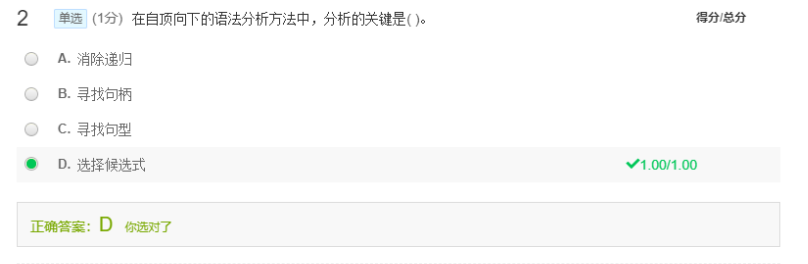 2 单选 (1分) 在自顶向下的语法分析方法中，分析的关键是( )。 得分/总分
A. 消除递归
B. 寻找句柄
C. 寻找句型
D. 选择候选式 1.00/1.00
正确答案：D 你选对了